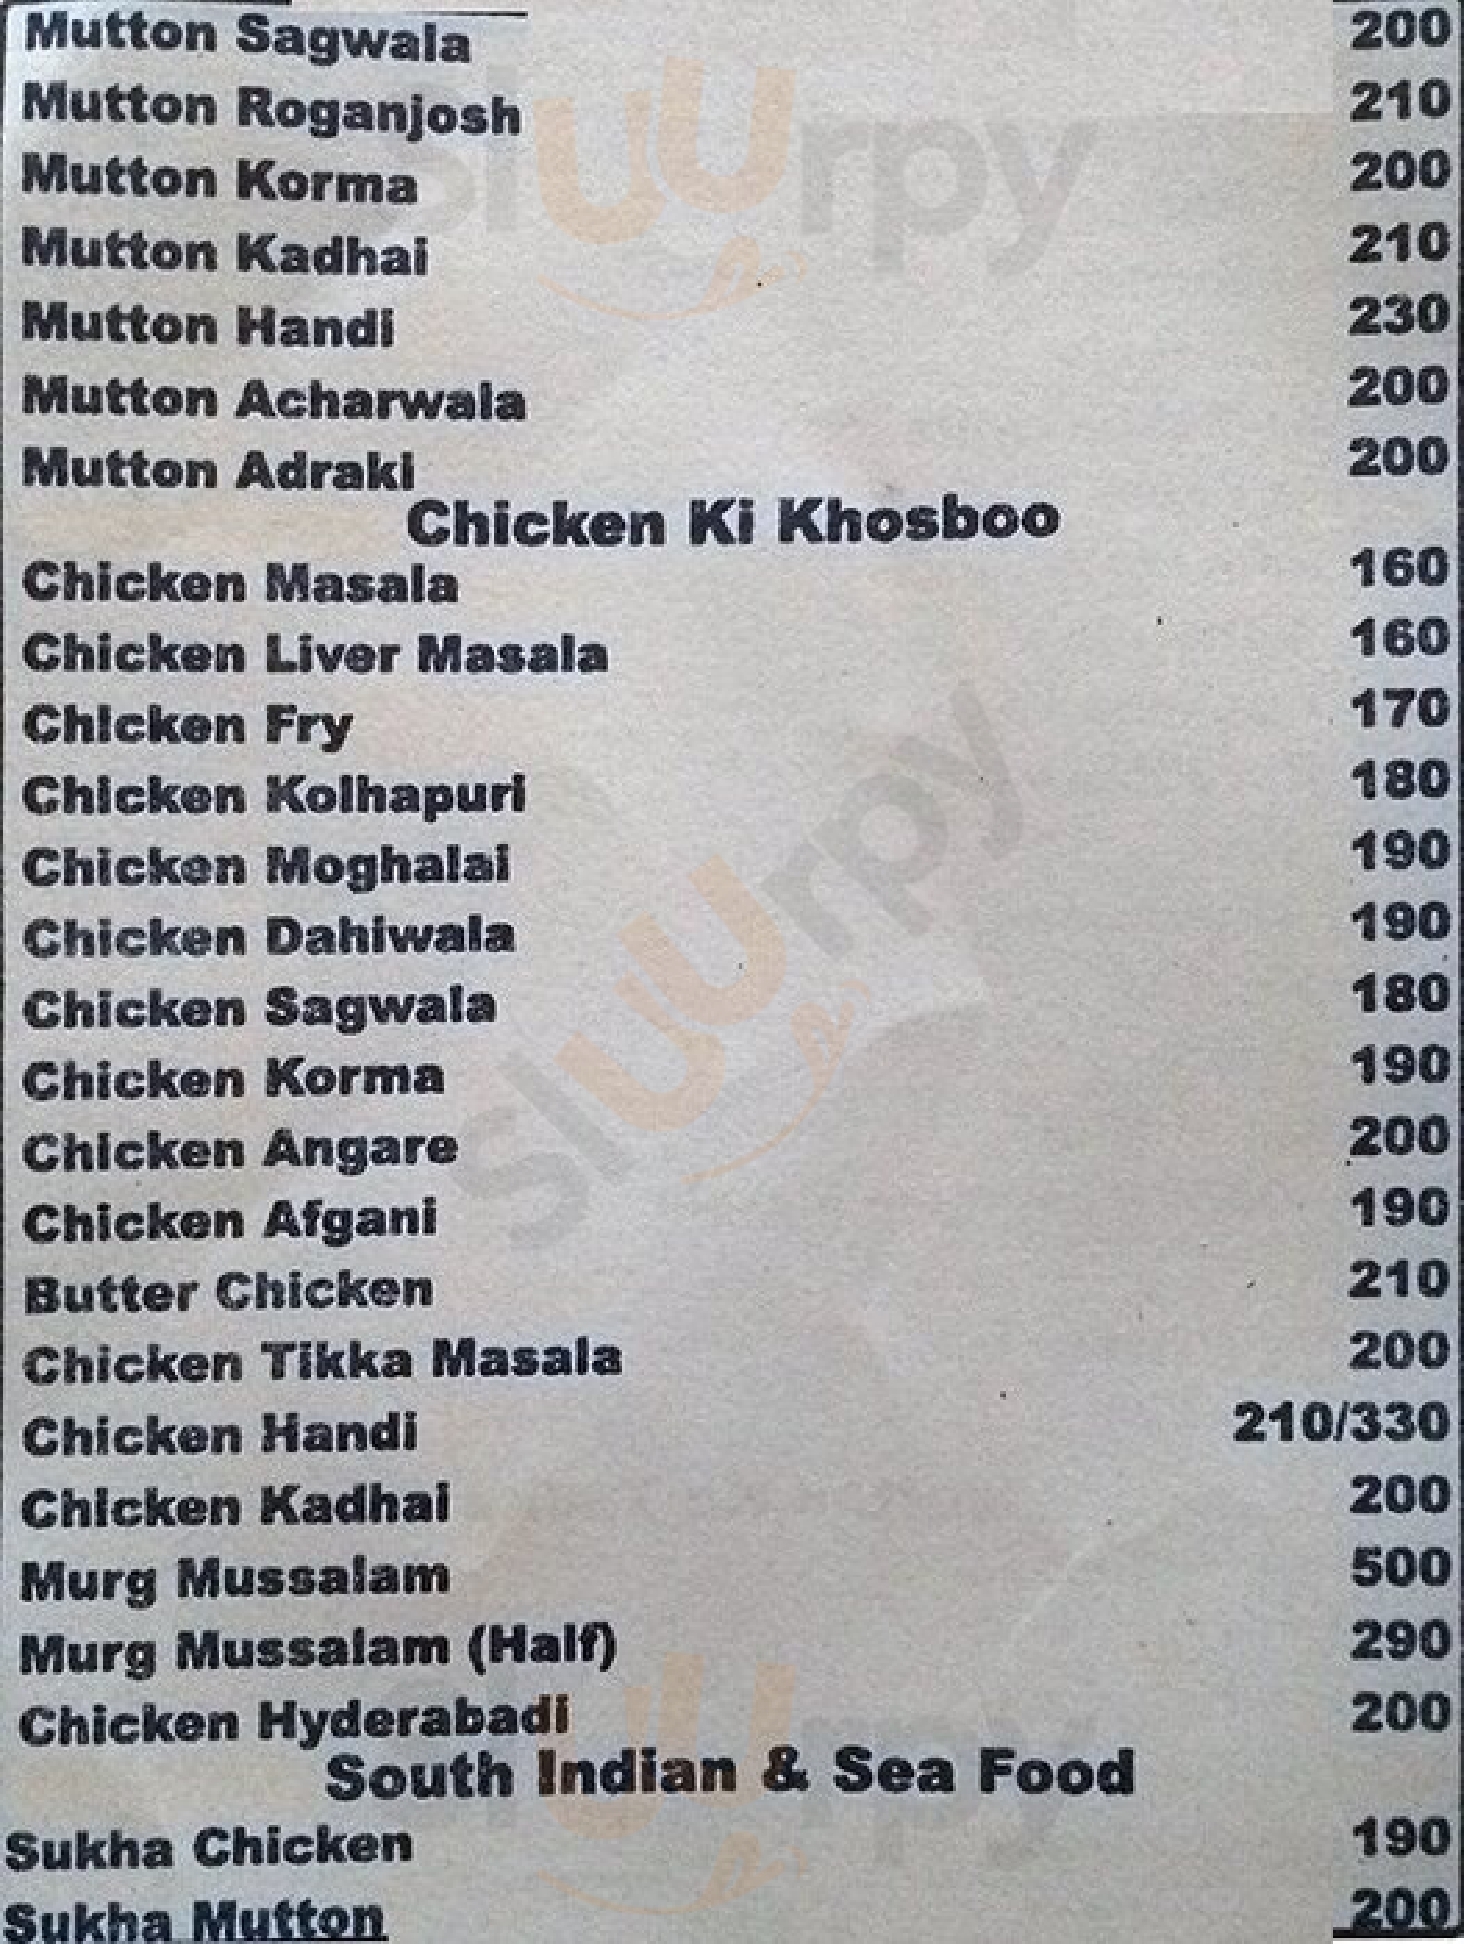 Mutton Sagwala 200
Mutton Roganjosh 210
Mutton Korma 200
Mutton Kadhai 210
Mutton Handi 230
Mutton Acharwala 200
Mutton Adraki 200
Chicken Ki Khosboo
Chicken Masala 160
Chicken Liver Masala 160
Chicken Fry 170
Chicken Kolhapuri 180
Chicken Moghalai 190
Chicken Dahiwala 190
Chicken Sagwala 180
Chicken Korma 190
Chicken Angare 200
Chicken Afgani 190
Butter Chicken 210
Chicken Tikka Masala 200
Chicken Handi 210/330
Chicken Kadhai 200
Murg Mussalam 500
Murg Mussalam (Half) 290
Chicken Hyderabadi 200
South Indian & Sea Food
Sukha Chicken 190
Sukha Mutton 200
sluurpy
sluurpy
sluurpy